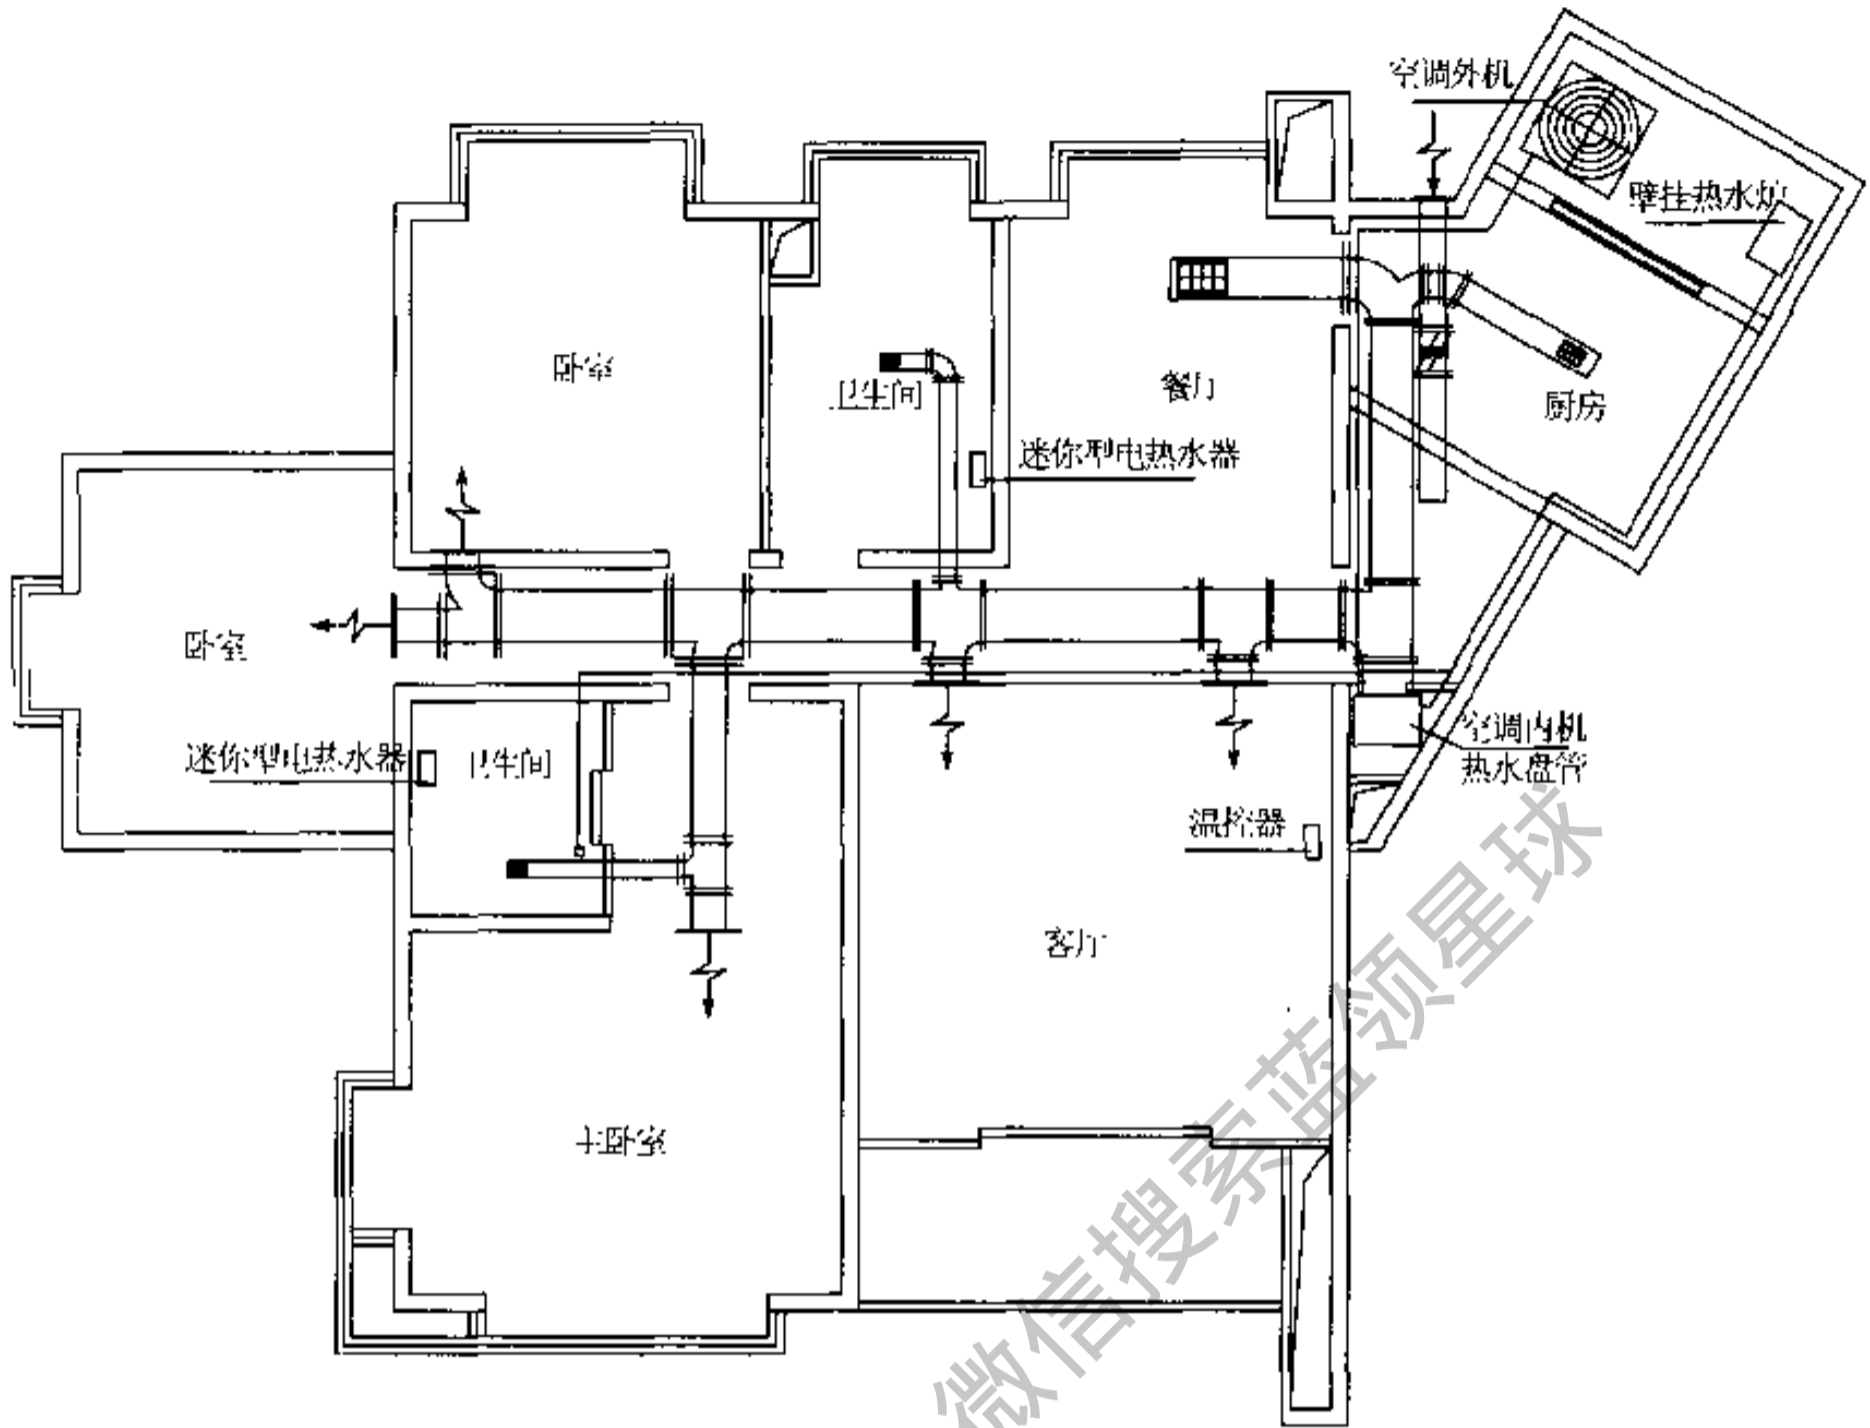 空调外机
壁挂热水炉
卧室
卫生间
餐厅
厨房
迷你型电热水器
卧室
迷你型电热水器
卫生间
空调内机
热水盘管
温控器
客厅
主卧室
微信搜索蓝领星球